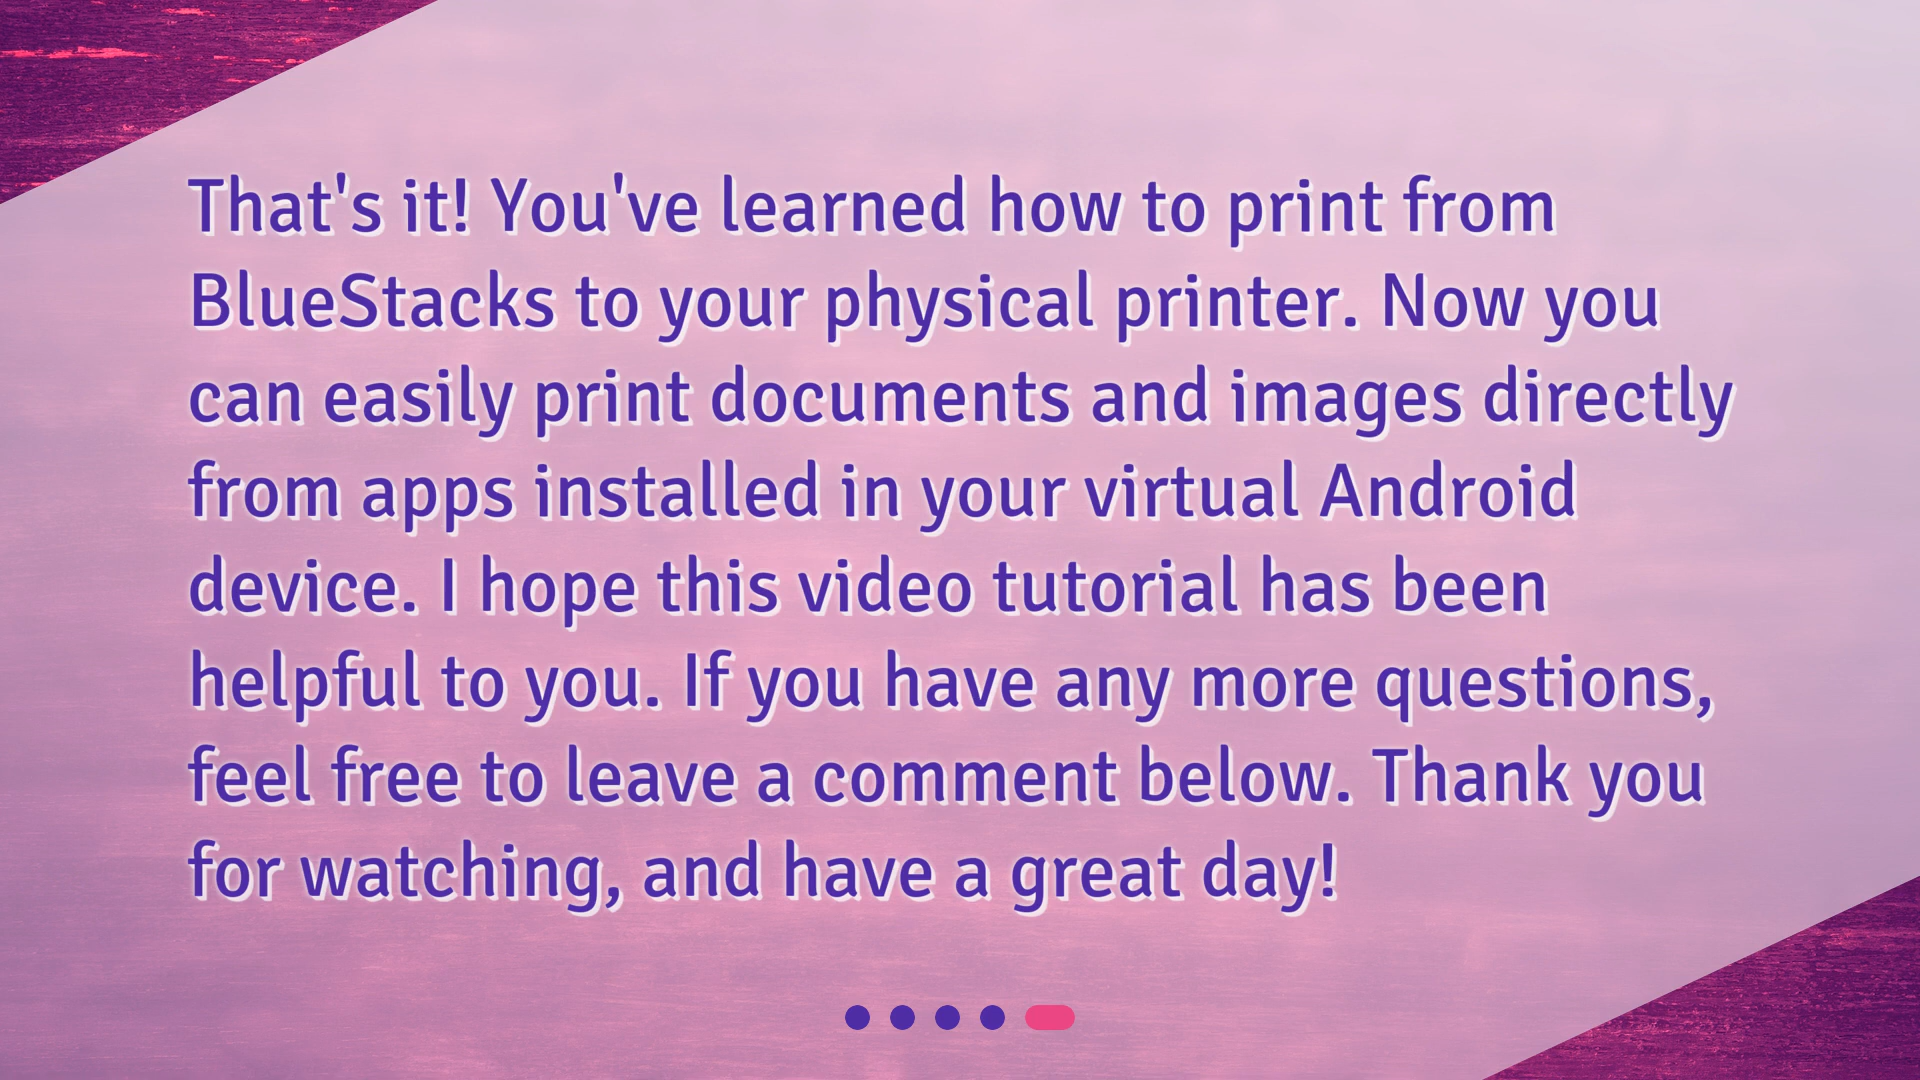 That's it! You've learned how to print from
BlueStacks to your physical printer. Now you
can easily print documents and images directly
from apps installed in your virtual Android
device. I hope this video tutorial has been
helpful to you. If you have any more questions,
feel free to leave a comment below. Thank you
for watching, and have a great day!